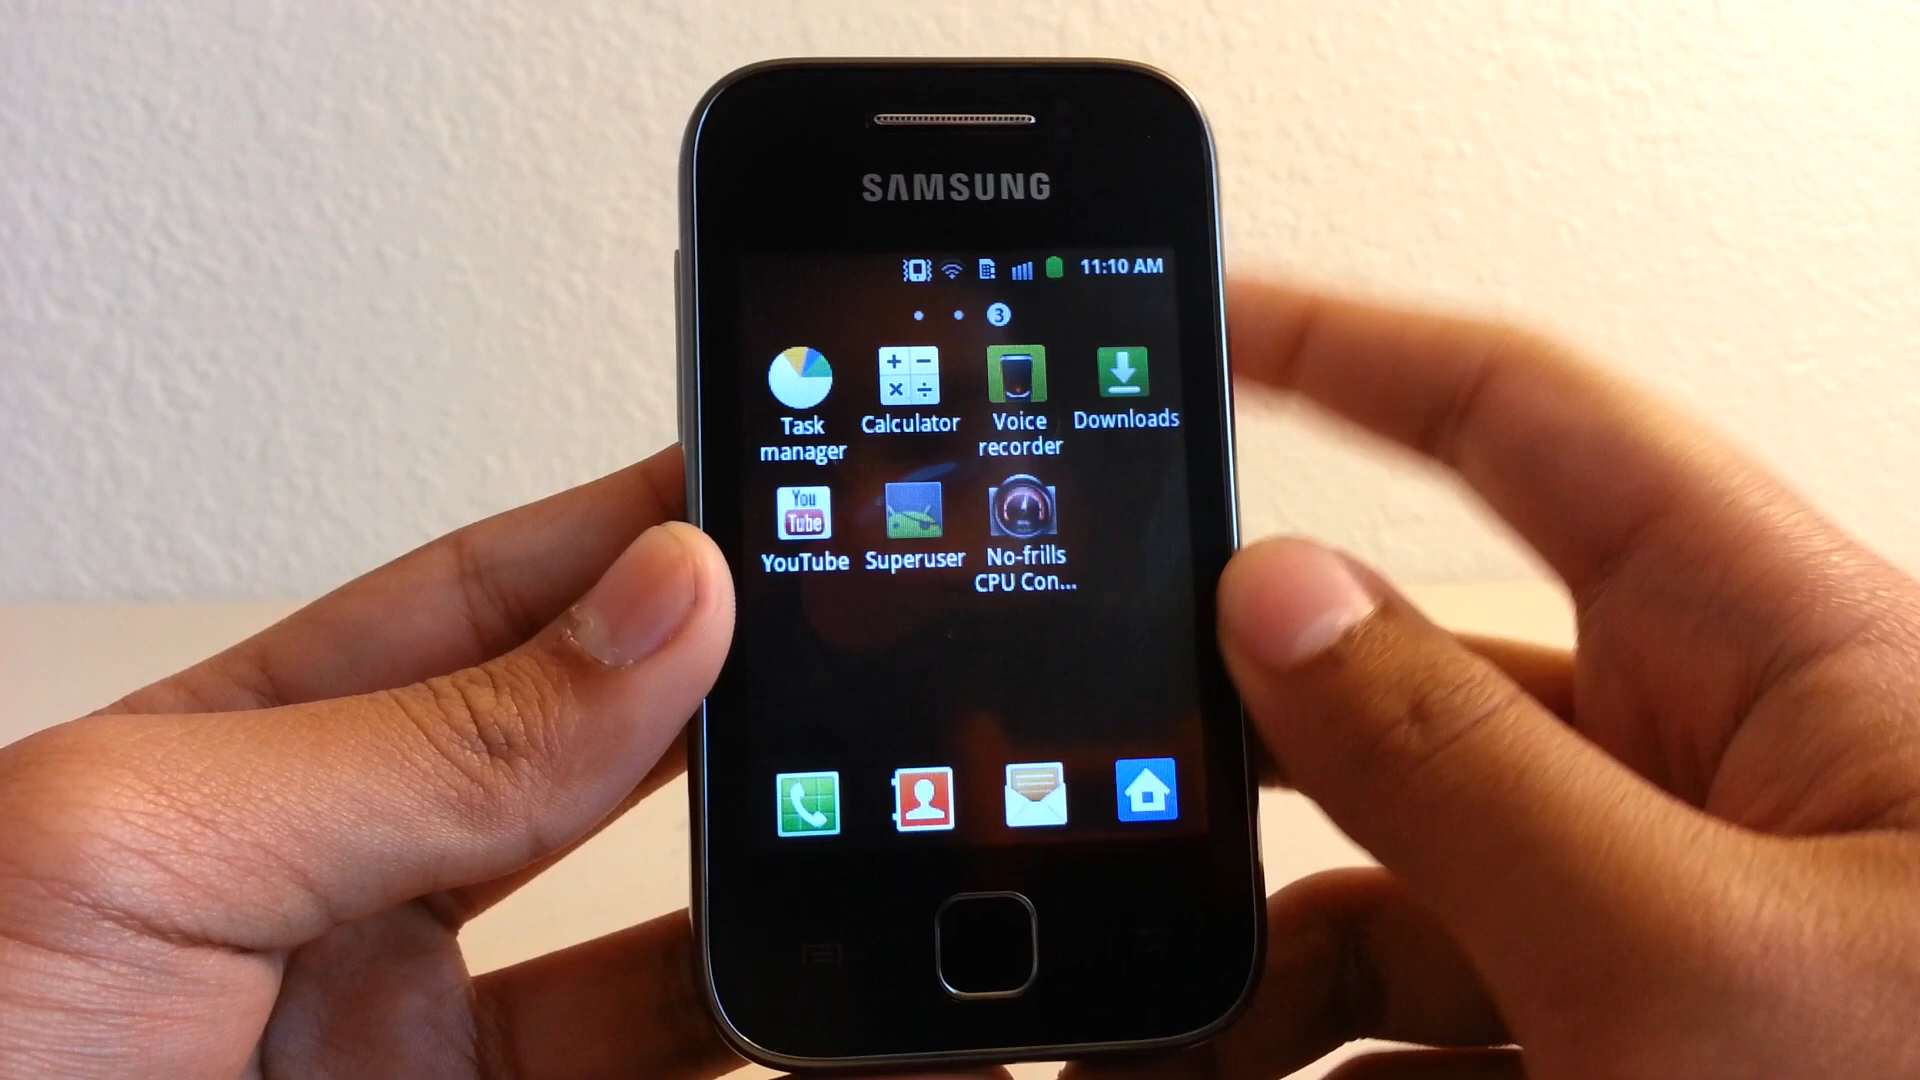 SAMSUNG
11:10 AM
3
Task manager
Calculator
Voice recorder
Downloads
You Tube
YouTube
Superuser
No-frills CPU Con...